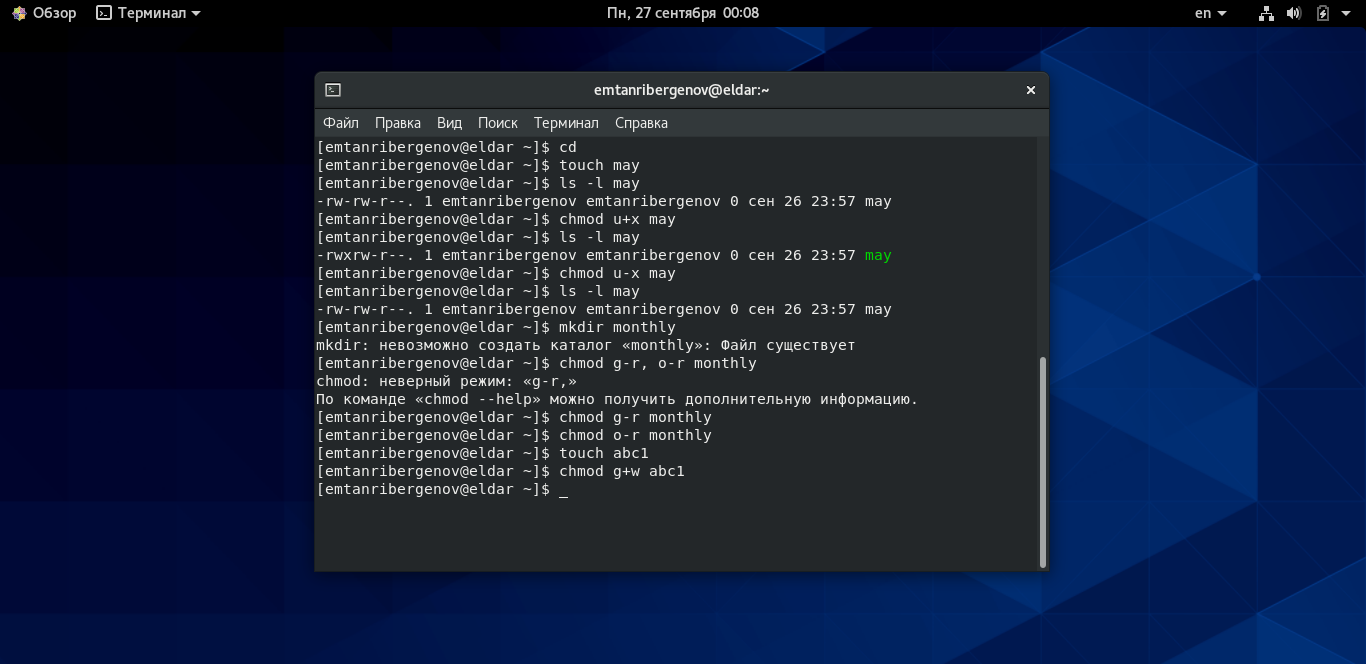 Обзор Терминал Пн, 27 сентября 00:08 en
emtanribergenov@eldar:~
Файл Правка Вид Поиск Терминал Справка
[emtanribergenov@eldar ~]$ cd
[emtanribergenov@eldar ~]$ touch may
[emtanribergenov@eldar ~]$ ls -l may
-rw-rw-r--. 1 emtanribergenov emtanribergenov 0 сен 26 23:57 may
[emtanribergenov@eldar ~]$ chmod u+x may
[emtanribergenov@eldar ~]$ ls -l may
-rwxrw-r--. 1 emtanribergenov emtanribergenov 0 сен 26 23:57 may
[emtanribergenov@eldar ~]$ chmod u-x may
[emtanribergenov@eldar ~]$ ls -l may
-rw-rw-r--. 1 emtanribergenov emtanribergenov 0 сен 26 23:57 may
[emtanribergenov@eldar ~]$ mkdir monthly
mkdir: невозможно создать каталог «monthly»: Файл существует
[emtanribergenov@eldar ~]$ chmod g-r, o-r monthly
chmod: неверный режим: «g-r,»
По команде «chmod --help» можно получить дополнительную информацию.
[emtanribergenov@eldar ~]$ chmod g-r monthly
[emtanribergenov@eldar ~]$ chmod o-r monthly
[emtanribergenov@eldar ~]$ touch abc1
[emtanribergenov@eldar ~]$ chmod g+w abc1
[emtanribergenov@eldar ~]$ _